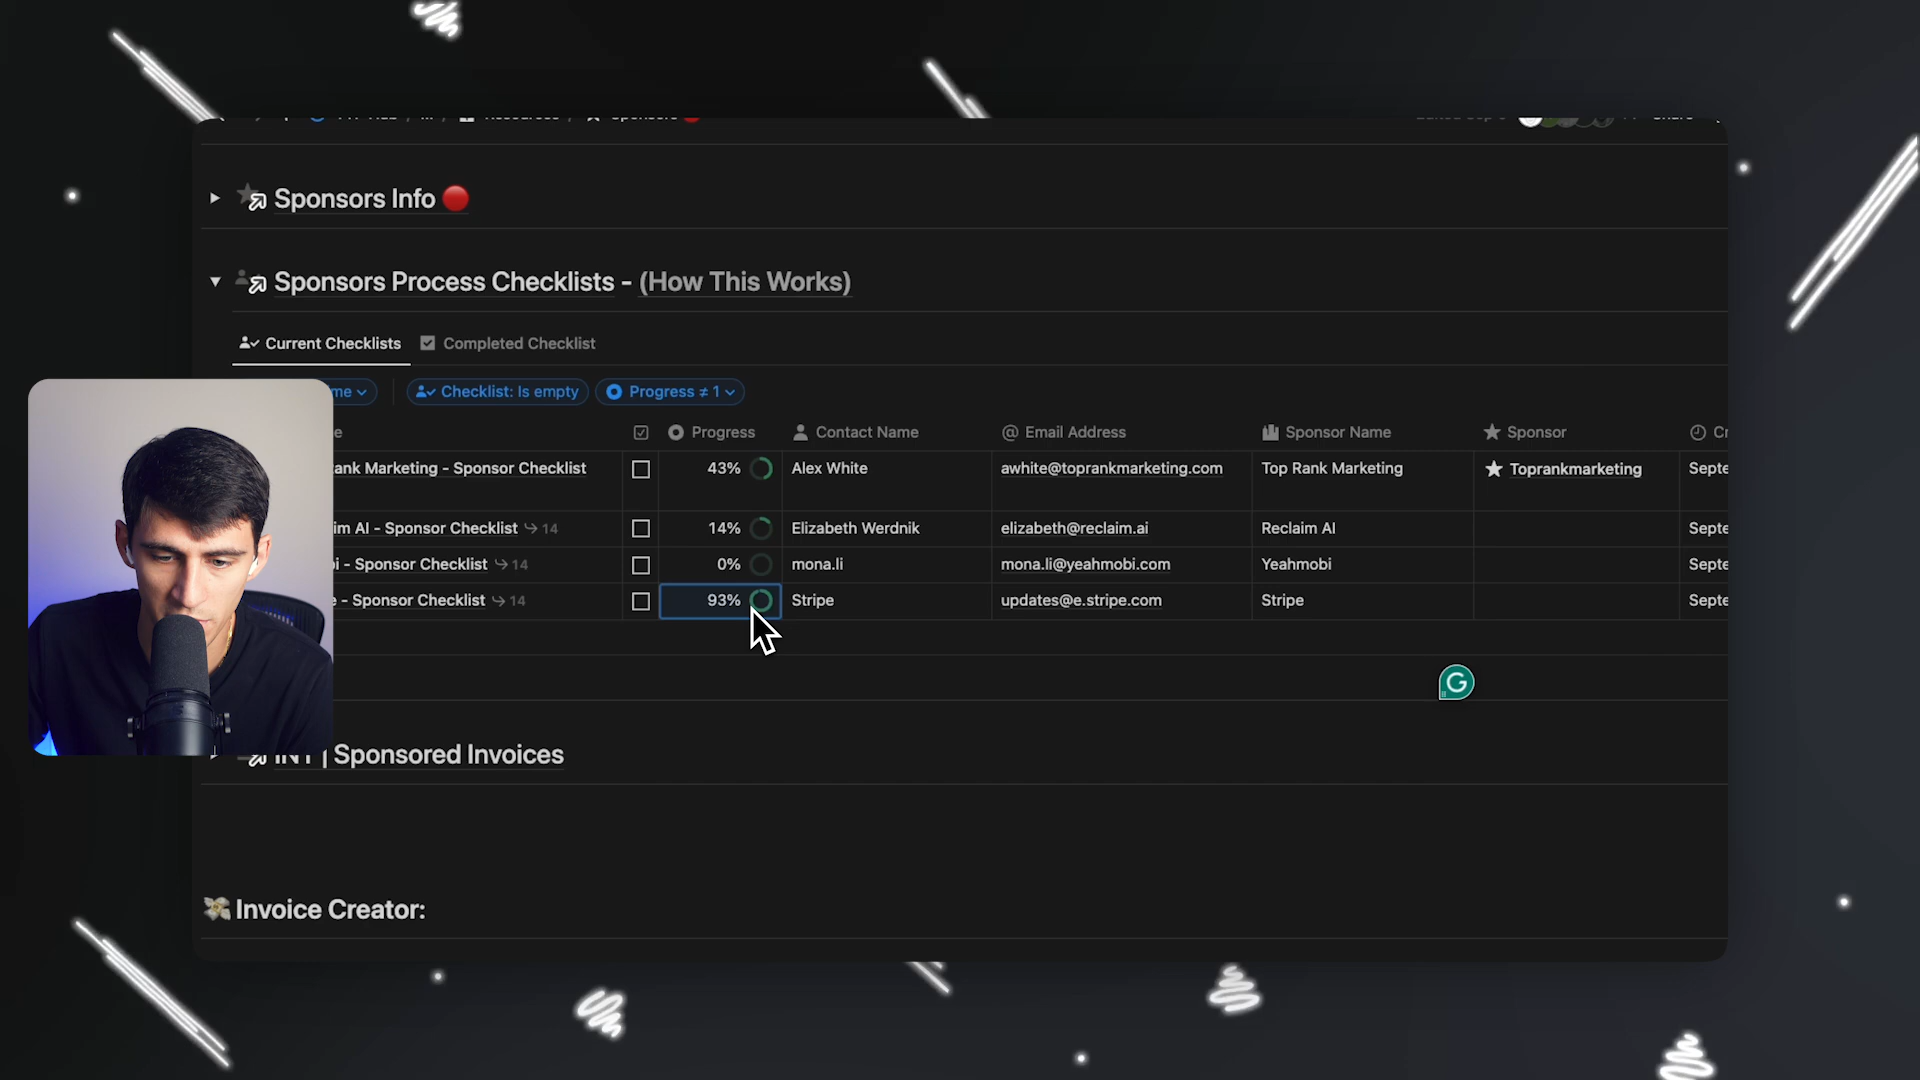 Sponsors Info
Sponsors Process Checklists - (How This Works)
Current Checklists Completed Checklist
me Checklist: Is empty Progress ≠ 1
e Progress Contact Name @ Email Address Sponsor Name Sponsor Cr
ank Marketing - Sponsor Checklist 43% Alex White awhite@toprankmarketing.com Top Rank Marketing Toprankmarketing Septe
im AI - Sponsor Checklist 14 14% Elizabeth Werdnik elizabeth@reclaim.ai Reclaim AI Septe
i - Sponsor Checklist 14 0% mona.li mona.li@yeahmobi.com Yeahmobi Septe
e - Sponsor Checklist 14 93% Stripe updates@e.stripe.com Stripe Septe
G
INT | Sponsored Invoices
Invoice Creator: